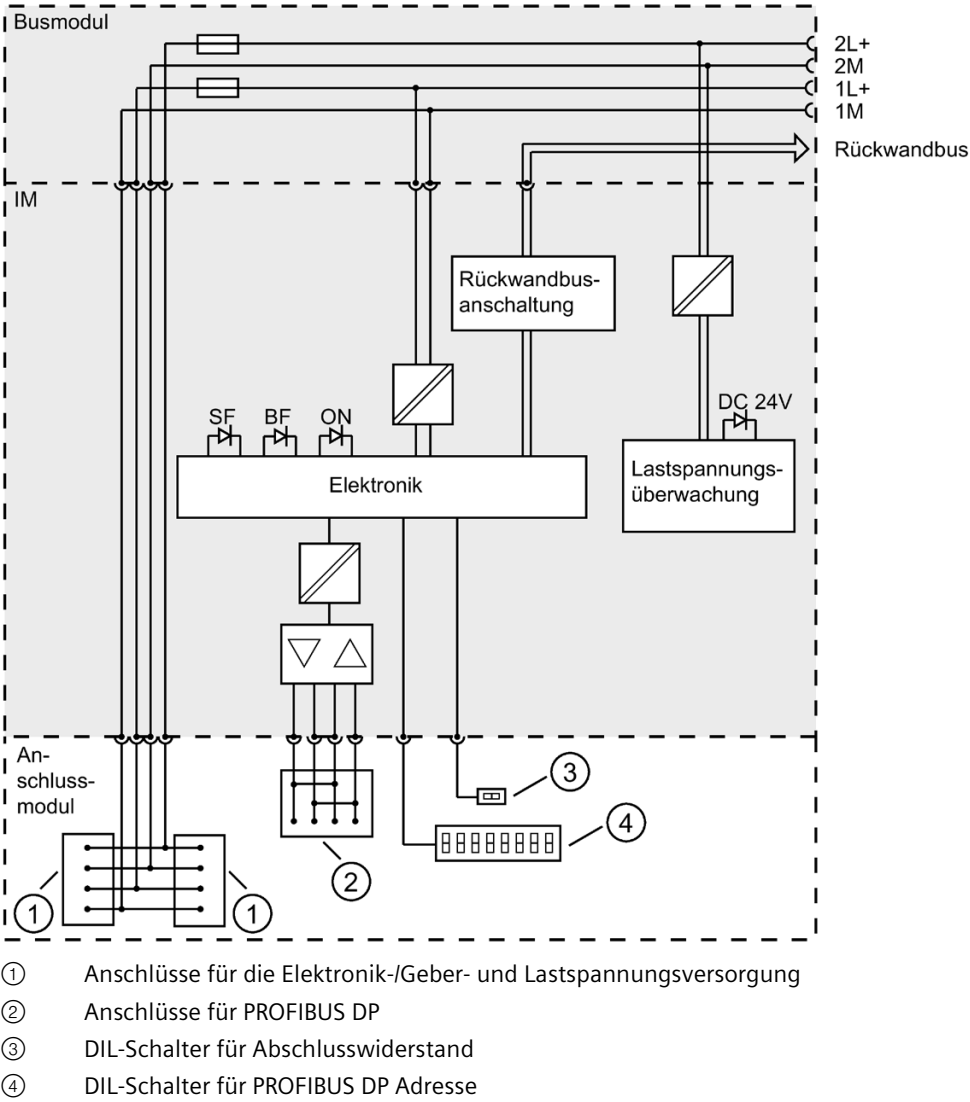 Busmodul
2L+
2M
1L+
1M
Rückwandbus
IM
Rückwandbus-
anschaltung
SF BF ON
DC 24V
Elektronik
Lastspannungs-
überwachung
An-
schluss-
modul
3
4
2
1 1
① Anschlüsse für die Elektronik-/Geber- und Lastspannungsversorgung
② Anschlüsse für PROFIBUS DP
③ DIL-Schalter für Abschlusswiderstand
④ DIL-Schalter für PROFIBUS DP Adresse